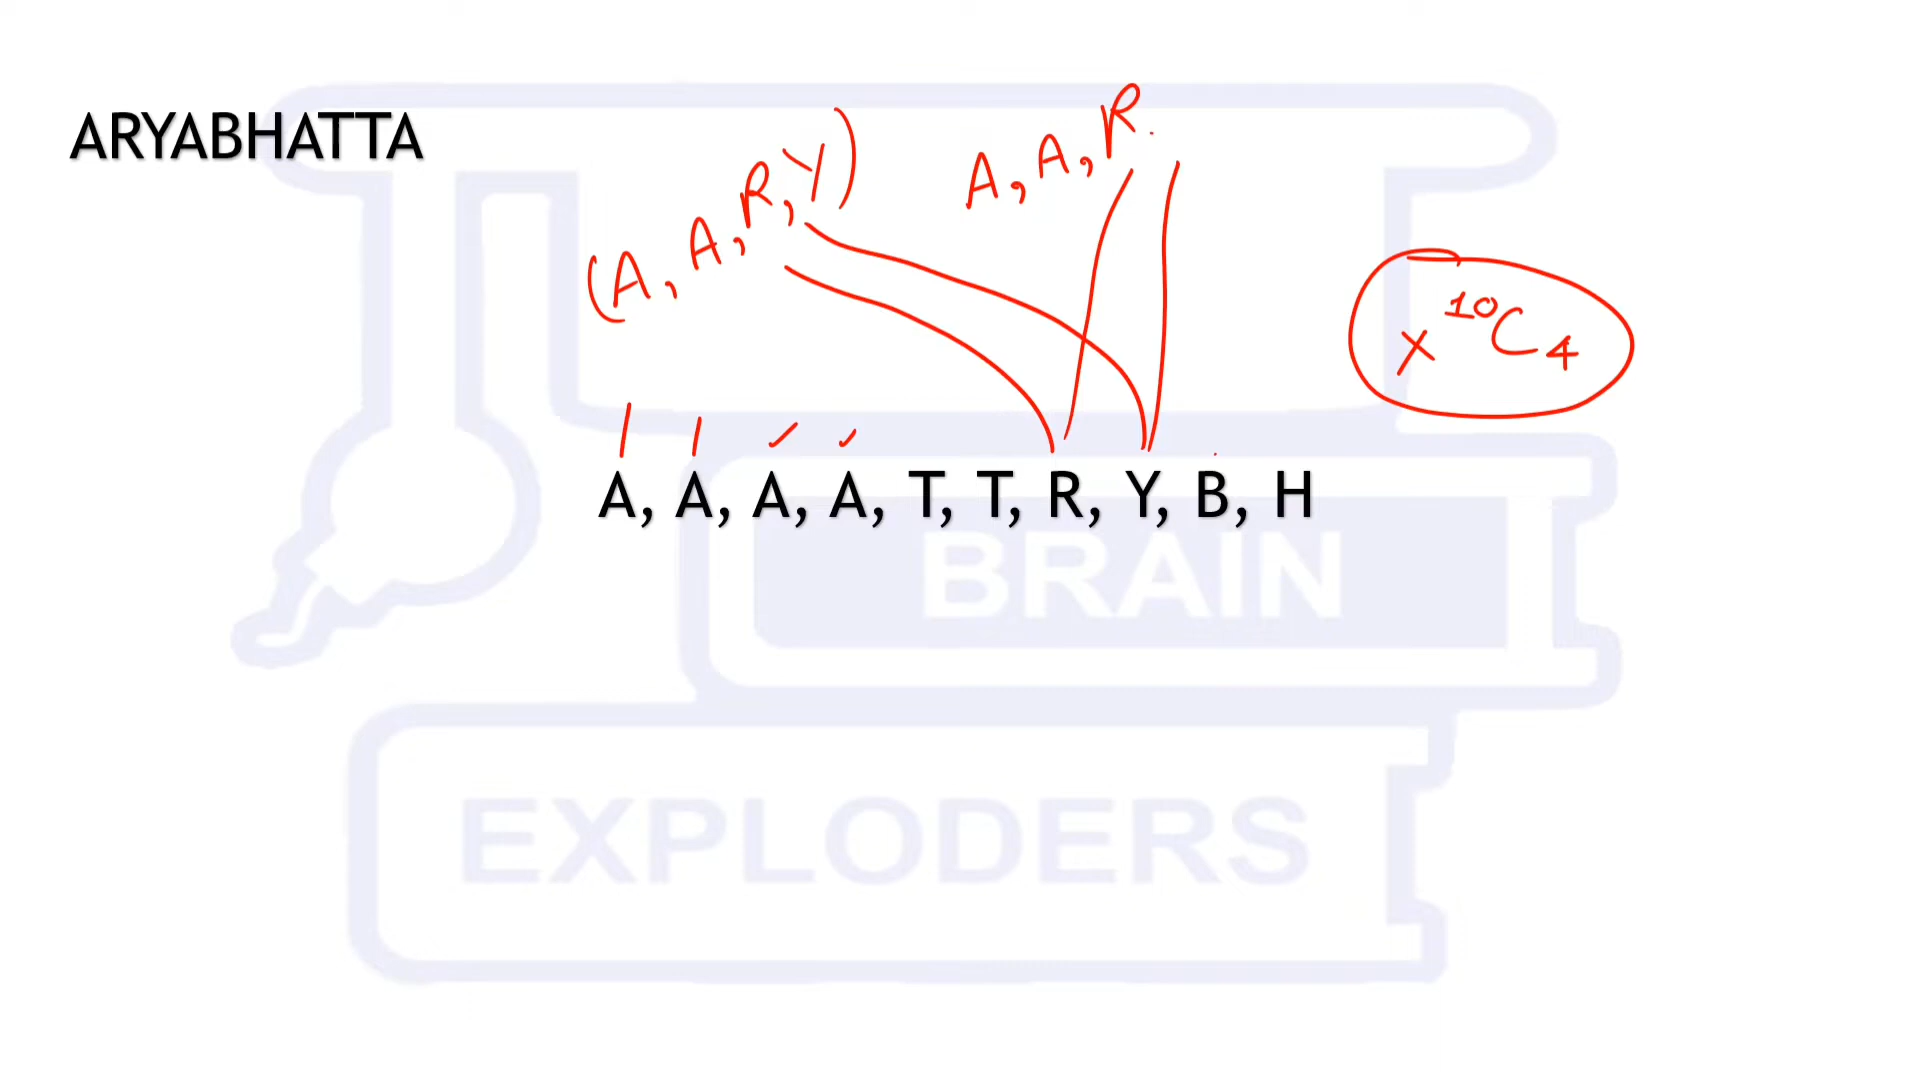 ARYABHATTA
(A, A, R, Y)
A, A, R.
x ¹⁰C₄
A, A, A, A, T, T, R, Y, B, H
BRAIN
EXPLODERS